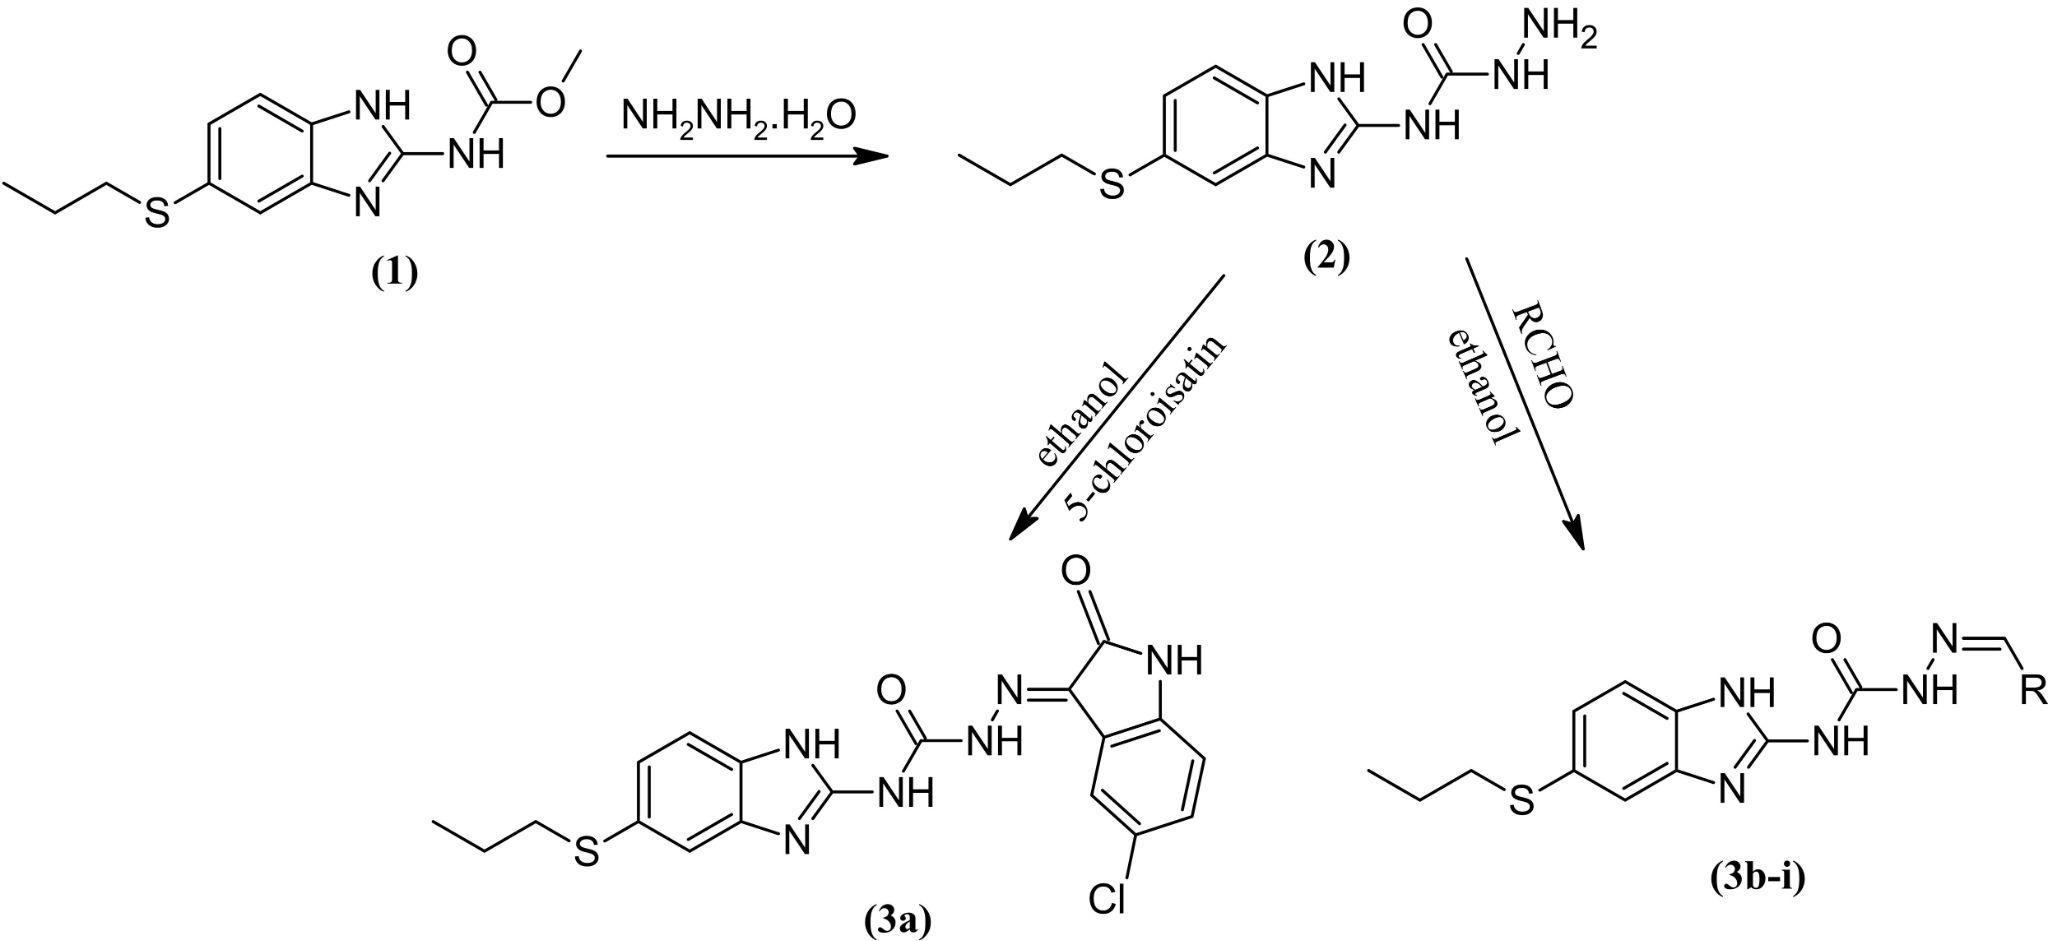 O
NH
O
NH
N
S
(1)
NH2NH2.H2O
O
NH2
NH
NH
NH
N
S
(2)
ethanol
5-chloroisatin
RCHO
ethanol
O
NH
N
O
NH
NH
NH
N
S
Cl
(3a)
O
N
NH
R
NH
NH
N
S
(3b-i)